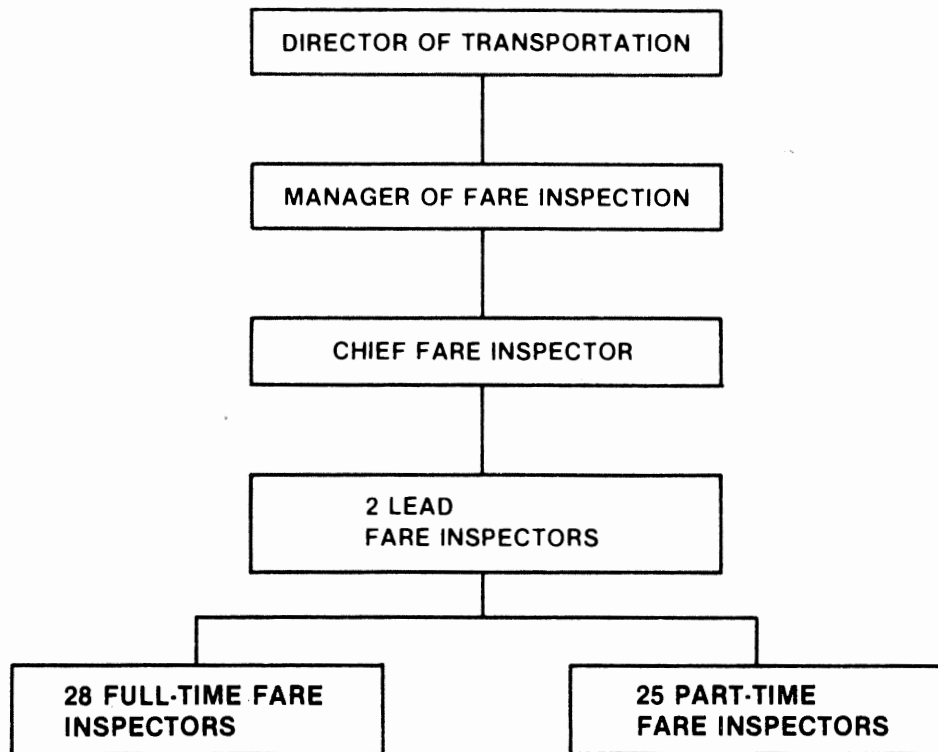 DIRECTOR OF TRANSPORTATION
MANAGER OF FARE INSPECTION
CHIEF FARE INSPECTOR
2 LEAD
FARE INSPECTORS
28 FULL-TIME FARE
INSPECTORS
25 PART-TIME
FARE INSPECTORS